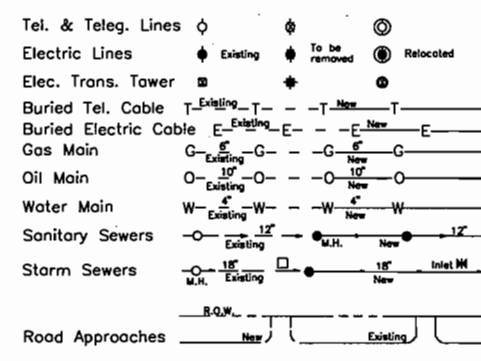 Tel. & Teleg. Lines
Electric Lines Existing To be removed Relocated
Elec. Trans. Tower
Buried Tel. Cable T Existing T T New T
Buried Electric Cable E Existing E E New E
Gas Main G 6" Existing G G 6" New G
Oil Main O 10" Existing O O 10" New O
Water Main W 4" Existing W W 4" New W
Sanitary Sewers 12" Existing M.H. New 12"
Storm Sewers M.H. 18" Existing 18" New Inlet
R.O.W.
Road Approaches New Existing